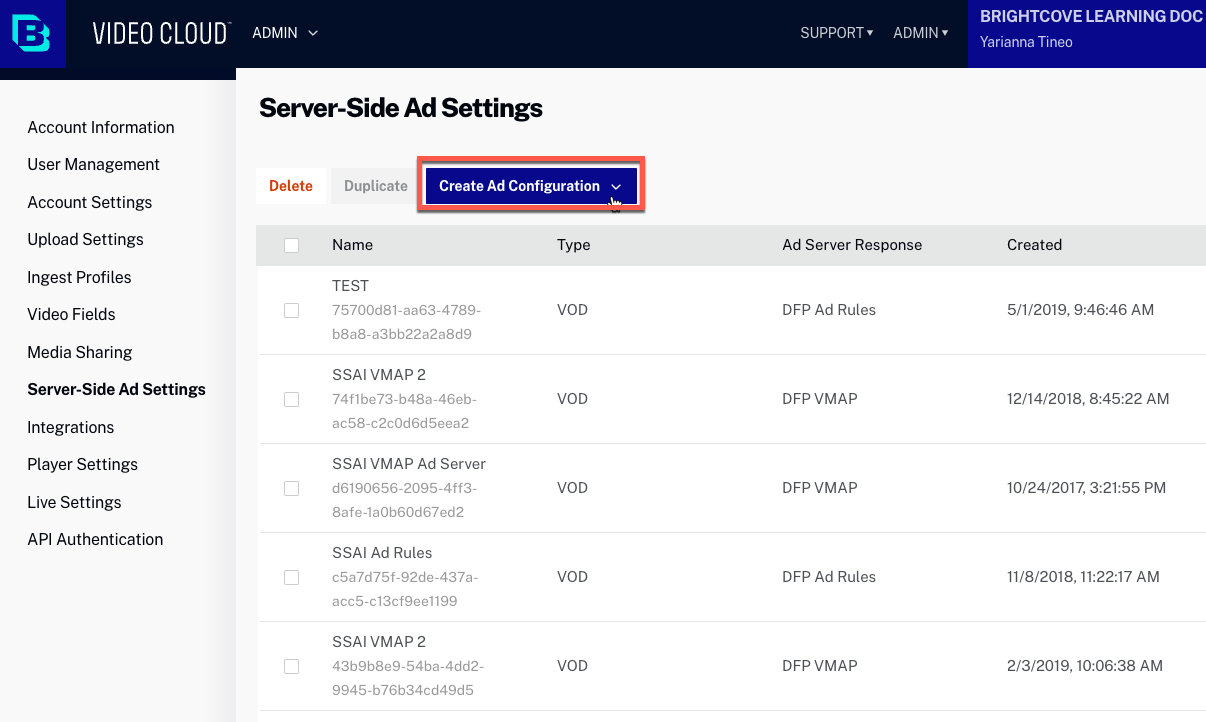 VIDEO CLOUD™
ADMIN
SUPPORT▾
ADMIN▾
BRIGHTCOVE LEARNING DOC
Yarianna Tineo
Account Information
User Management
Account Settings
Upload Settings
Ingest Profiles
Video Fields
Media Sharing
Server-Side Ad Settings
Integrations
Player Settings
Live Settings
API Authentication
Server-Side Ad Settings
Delete
Duplicate
Create Ad Configuration
Name Type Ad Server Response Created
TEST
75700d81-aa63-4789-
b8a8-a3bb22a2a8d9
VOD
DFP Ad Rules
5/1/2019, 9:46:46 AM
SSAI VMAP 2
74f1be73-b48a-46eb-
ac58-c2c0d6d5eea2
VOD
DFP VMAP
12/14/2018, 8:45:22 AM
SSAI VMAP Ad Server
d6190656-2095-4ff3-
8afe-1a0b60d67ed2
VOD
DFP VMAP
10/24/2017, 3:21:55 PM
SSAI Ad Rules
c5a7d75f-92de-437a-
acc5-c13cf9ee1199
VOD
DFP Ad Rules
11/8/2018, 11:22:17 AM
SSAI VMAP 2
43b9b8e9-54ba-4dd2-
9945-b76b34cd49d5
VOD
DFP VMAP
2/3/2019, 10:06:38 AM